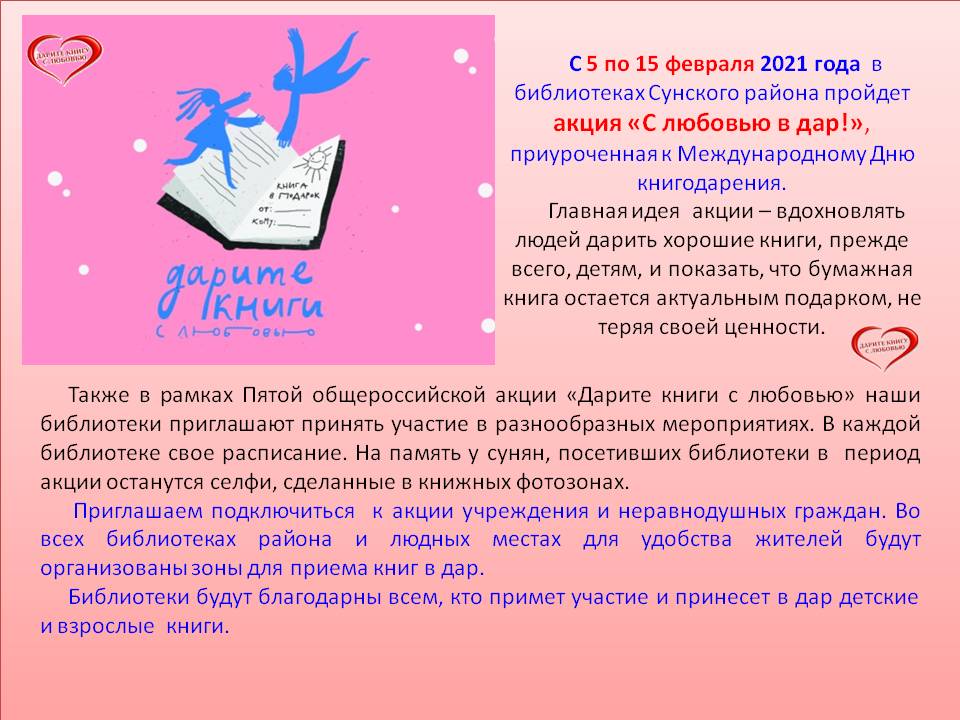 ДАРИТЕ КНИГУ
С ЛЮБОВЬЮ
КНИГА
В ПОДАРОК
ОТ:
КОМУ:
дарите
книги
с любовью
С 5 по 15 февраля 2021 года в
библиотеках Сунского района пройдет
акция «С любовью в дар!»,
приуроченная к Международному Дню
книгодарения.
Главная идея акции – вдохновлять
людей дарить хорошие книги, прежде
всего, детям, и показать, что бумажная
книга остается актуальным подарком, не
теряя своей ценности.
ДАРИТЕ КНИГУ
С ЛЮБОВЬЮ
Также в рамках Пятой общероссийской акции «Дарите книги с любовью» наши
библиотеки приглашают принять участие в разнообразных мероприятиях. В каждой
библиотеке свое расписание. На память у сунян, посетивших библиотеки в период
акции останутся селфи, сделанные в книжных фотозонах.
Приглашаем подключиться к акции учреждения и неравнодушных граждан. Во
всех библиотеках района и людных местах для удобства жителей будут
организованы зоны для приема книг в дар.
Библиотеки будут благодарны всем, кто примет участие и принесет в дар детские
и взрослые книги.